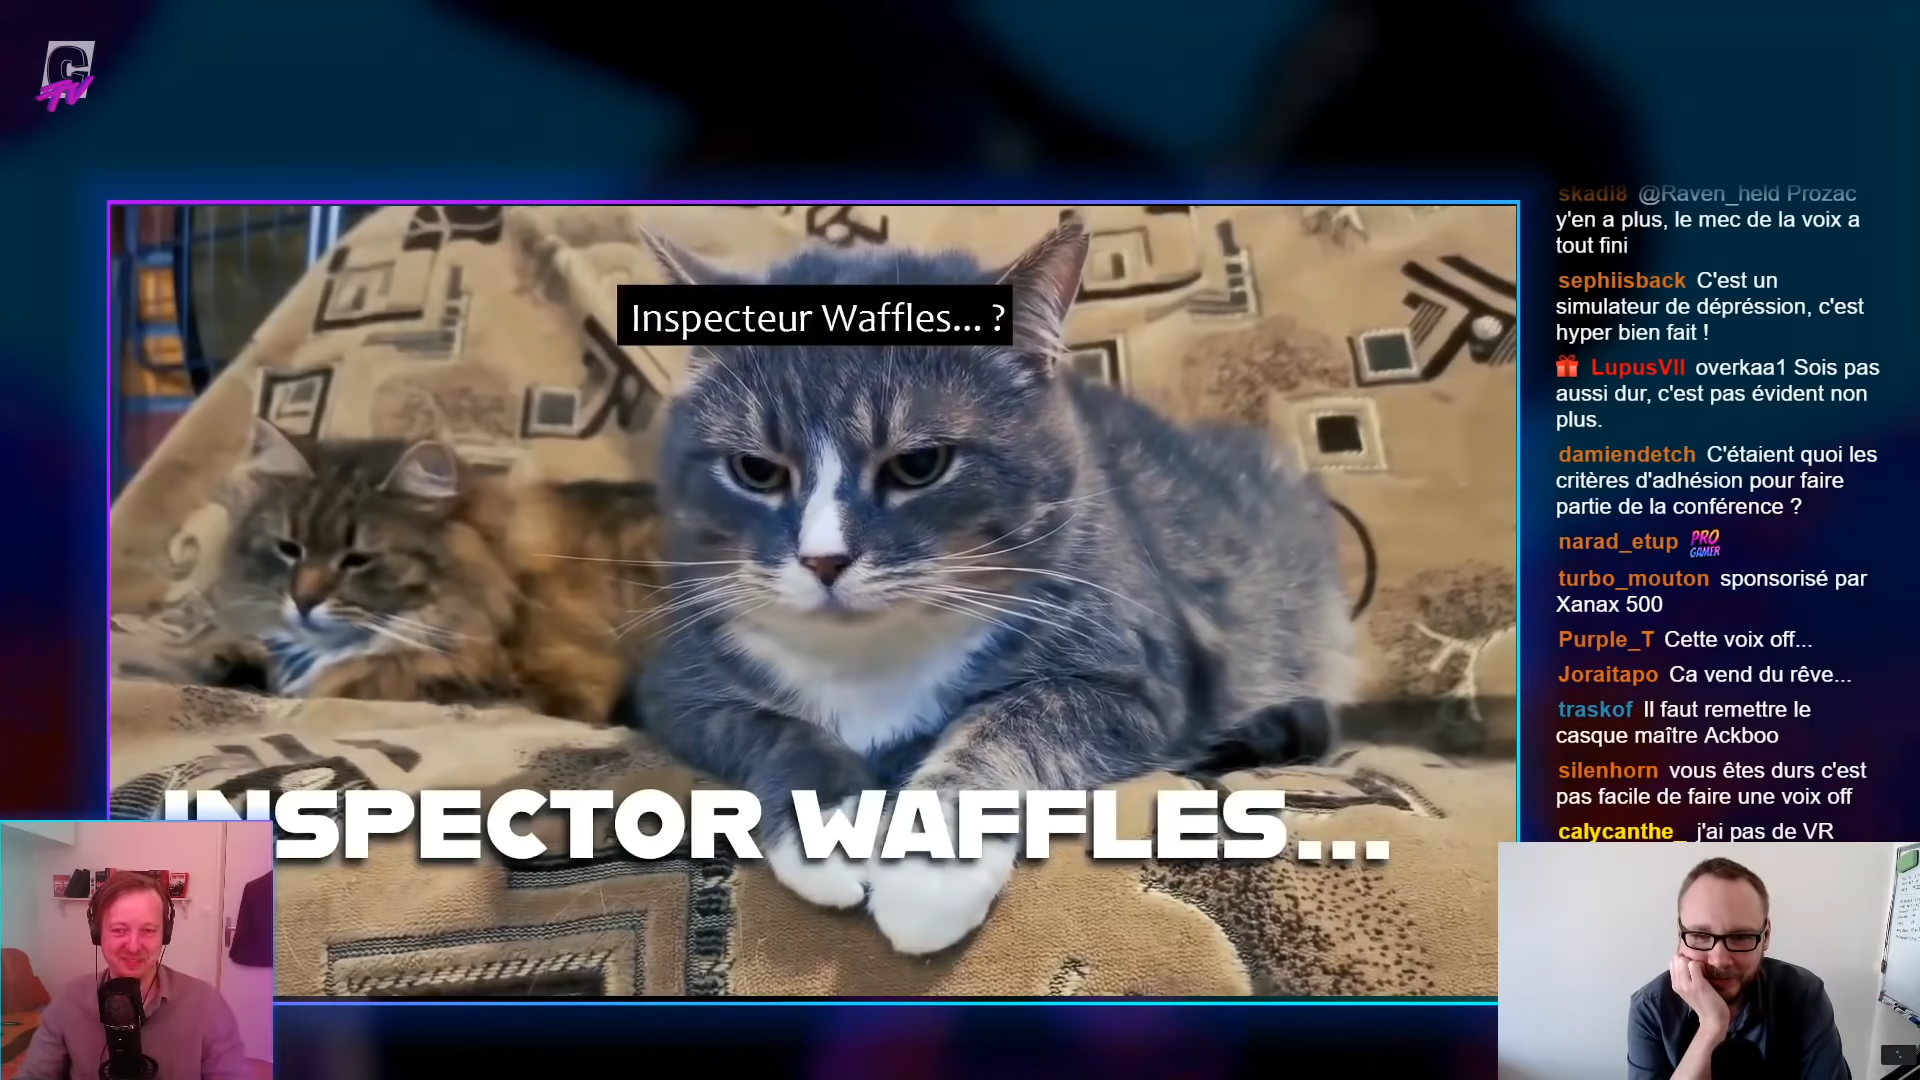 C
TV
Inspecteur Waffles... ?
INSPECTOR WAFFLES...
skadi8 @Raven_held Prozac
y'en a plus, le mec de la voix a
tout fini
sephiisback C'est un
simulateur de dépréssion, c'est
hyper bien fait !
LupusVII overkaa1 Sois pas
aussi dur, c'est pas évident non
plus.
damiendetch C'étaient quoi les
critères d'adhésion pour faire
partie de la conférence ?
narad_etup PRO
GAMER
turbo_mouton sponsorisé par
Xanax 500
Purple_T Cette voix off...
Joraitapo Ca vend du rêve...
traskof Il faut remettre le
casque maître Ackboo
silenhorn vous êtes durs c'est
pas facile de faire une voix off
calycanthe_ j'ai pas de VR